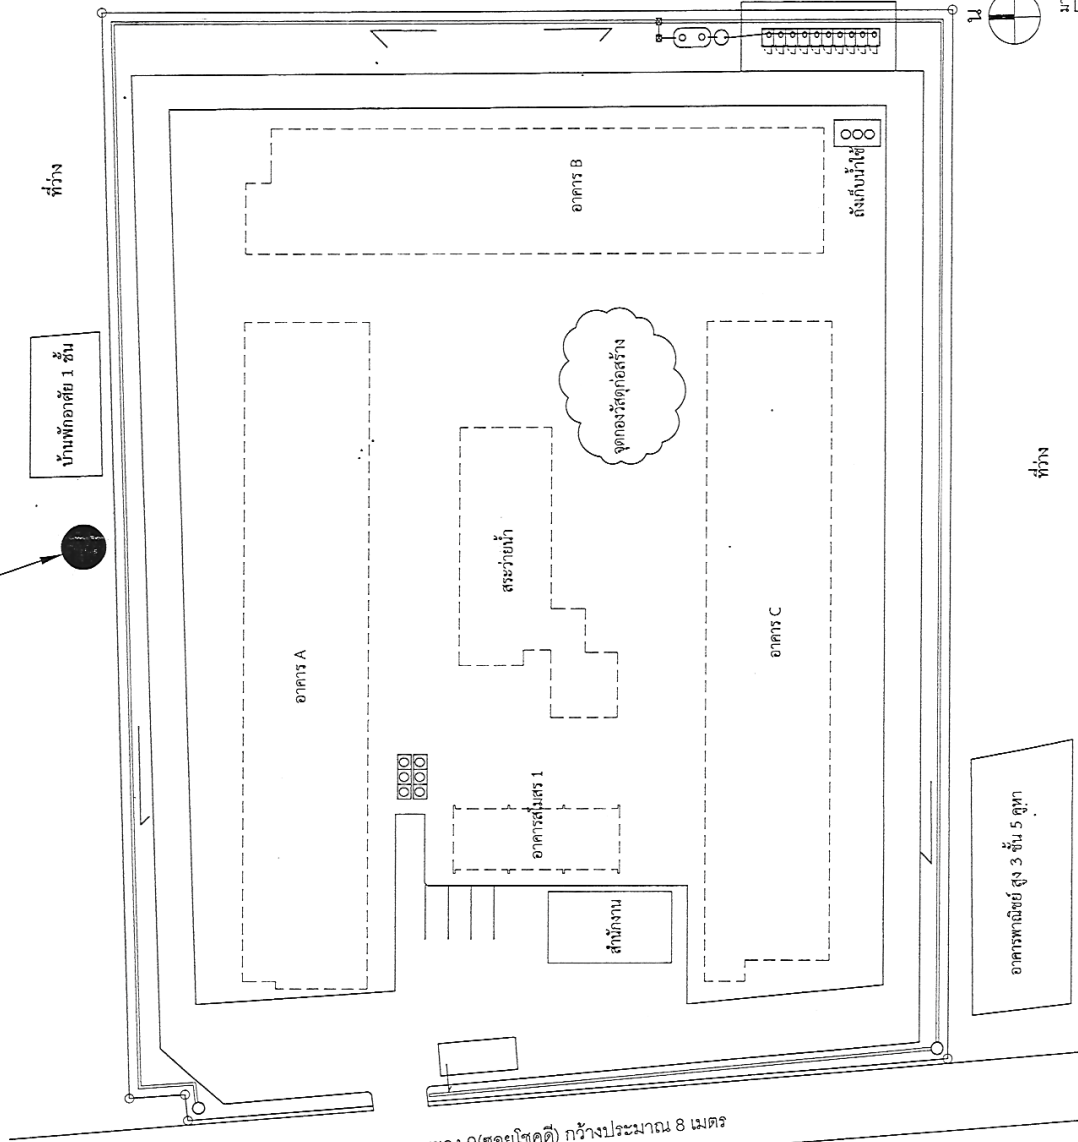 น
ที่ว่าง
อาคาร B
ถังเก็บน้ำใช้
บ้านพักอาศัย 1 ชั้น
จุดกองวัสดุก่อสร้าง
ที่ว่าง
สระว่ายน้ำ
อาคาร A
อาคาร C
อาคารสโมสร 1
สำนักงาน
อาคารพาณิชย์ สูง 3 ชั้น 5 คูหา
(ซอยโชคดี) กว้างประมาณ 8 เมตร